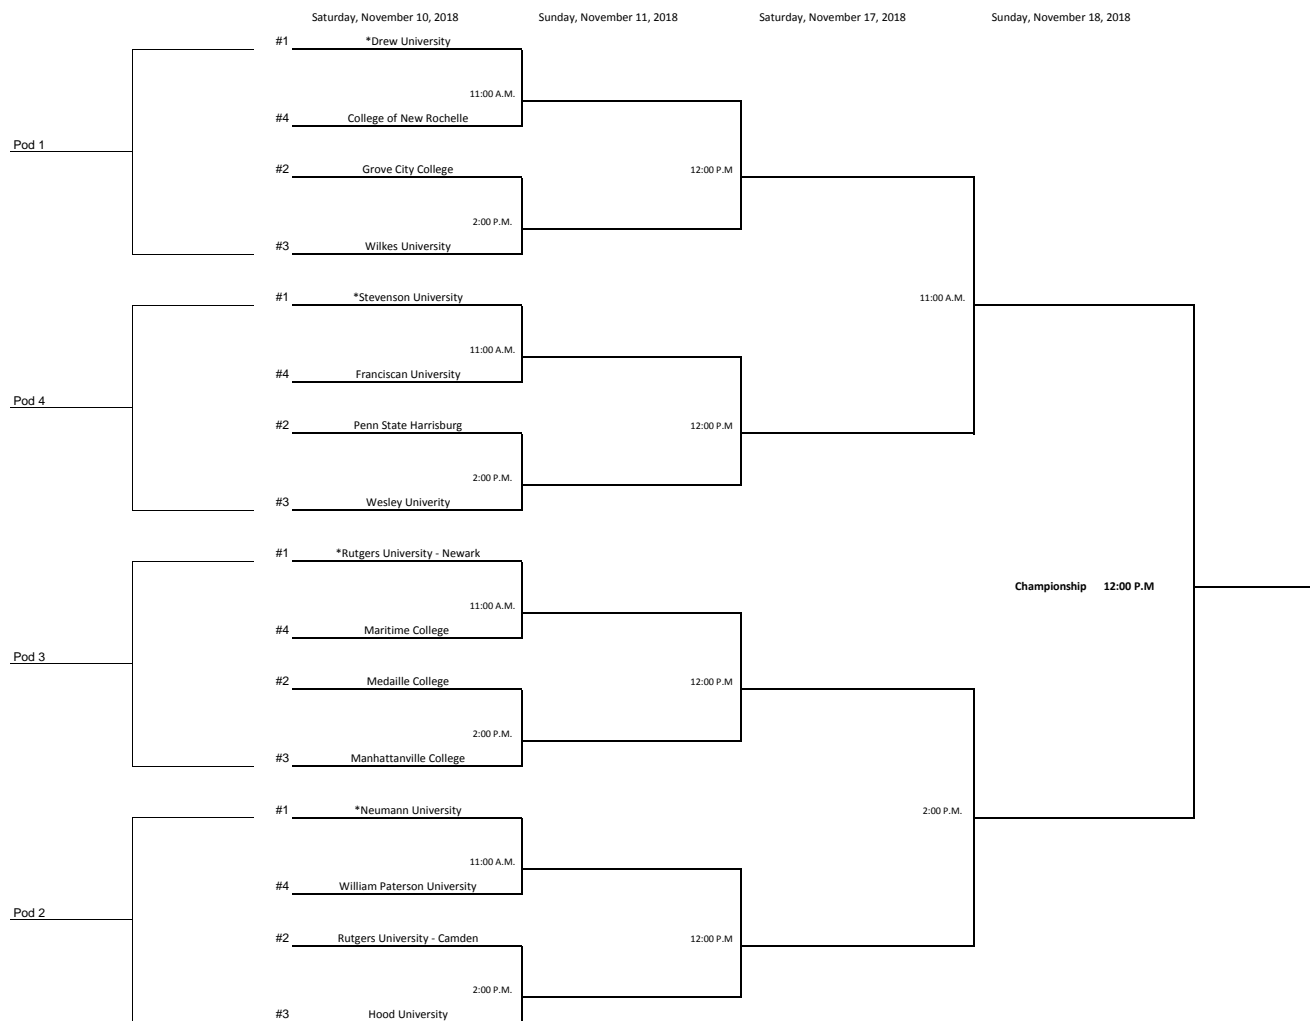 Saturday, November 10, 2018 Sunday, November 11, 2018 Saturday, November 17, 2018 Sunday, November 18, 2018
#1 *Drew University
11:00 A.M.
#4 College of New Rochelle
Pod 1
#2 Grove City College 12:00 P.M
2:00 P.M.
#3 Wilkes University
#1 *Stevenson University 11:00 A.M.
11:00 A.M.
#4 Franciscan University
Pod 4
#2 Penn State Harrisburg 12:00 P.M
2:00 P.M.
#3 Wesley Univerity
#1 *Rutgers University - Newark
Championship 12:00 P.M
11:00 A.M.
#4 Maritime College
Pod 3
#2 Medaille College 12:00 P.M
2:00 P.M.
#3 Manhattanville College
#1 *Neumann University 2:00 P.M.
11:00 A.M.
#4 William Paterson University
Pod 2
#2 Rutgers University - Camden 12:00 P.M
2:00 P.M.
#3 Hood University